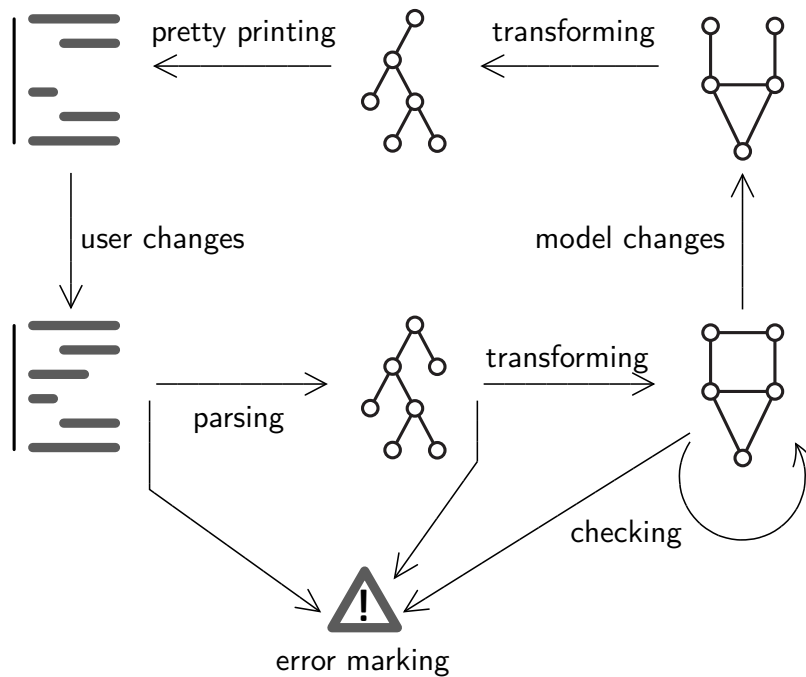 pretty printing
transforming
user changes
model changes
transforming
parsing
checking
!
error marking